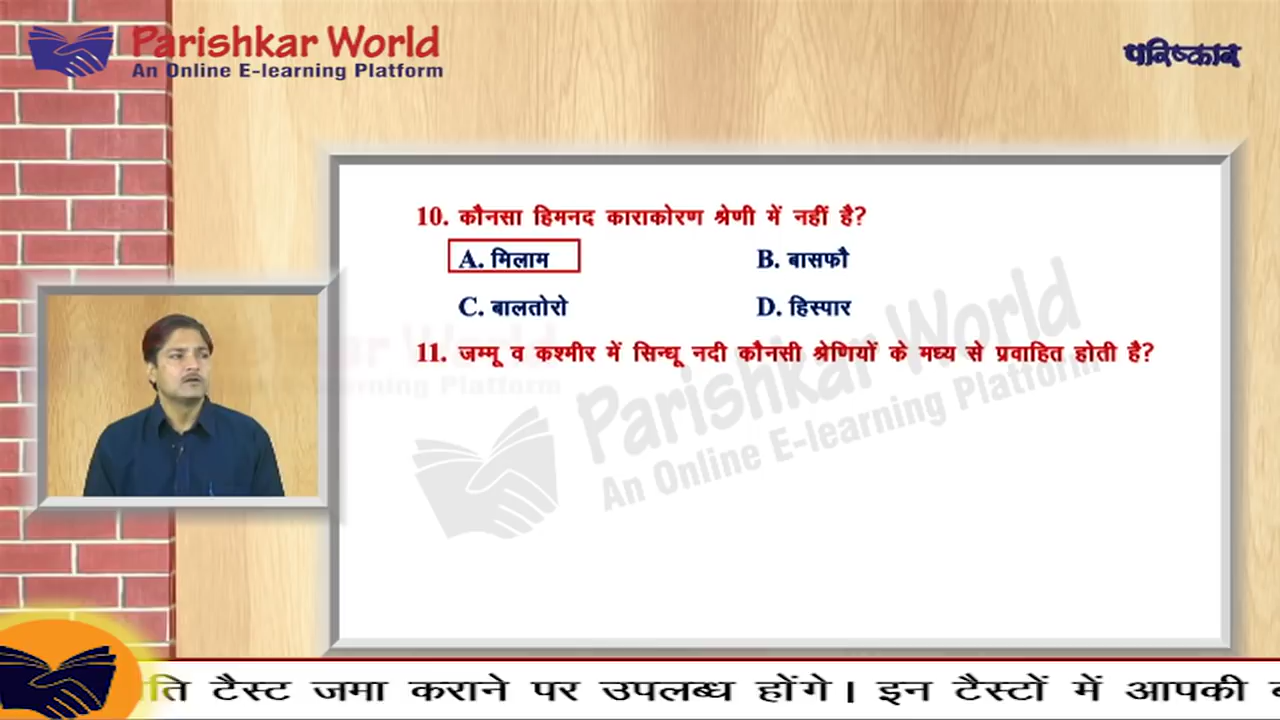 Parishkar World
An Online E-learning Platform
परिष्कार
10. कौनसा हिमनद काराकोरण श्रेणी में नहीं है?
A. मिलाम B. बासफौ
C. बालतोरो D. हिस्पार
11. जम्मू व कश्मीर में सिन्धू नदी कौनसी श्रेणियों के मध्य से प्रवाहित होती है?
Parishkar World
An Online E-learning Platform
ति टैस्ट जमा कराने पर उपलब्ध होंगे। इन टैस्टों में आपकी